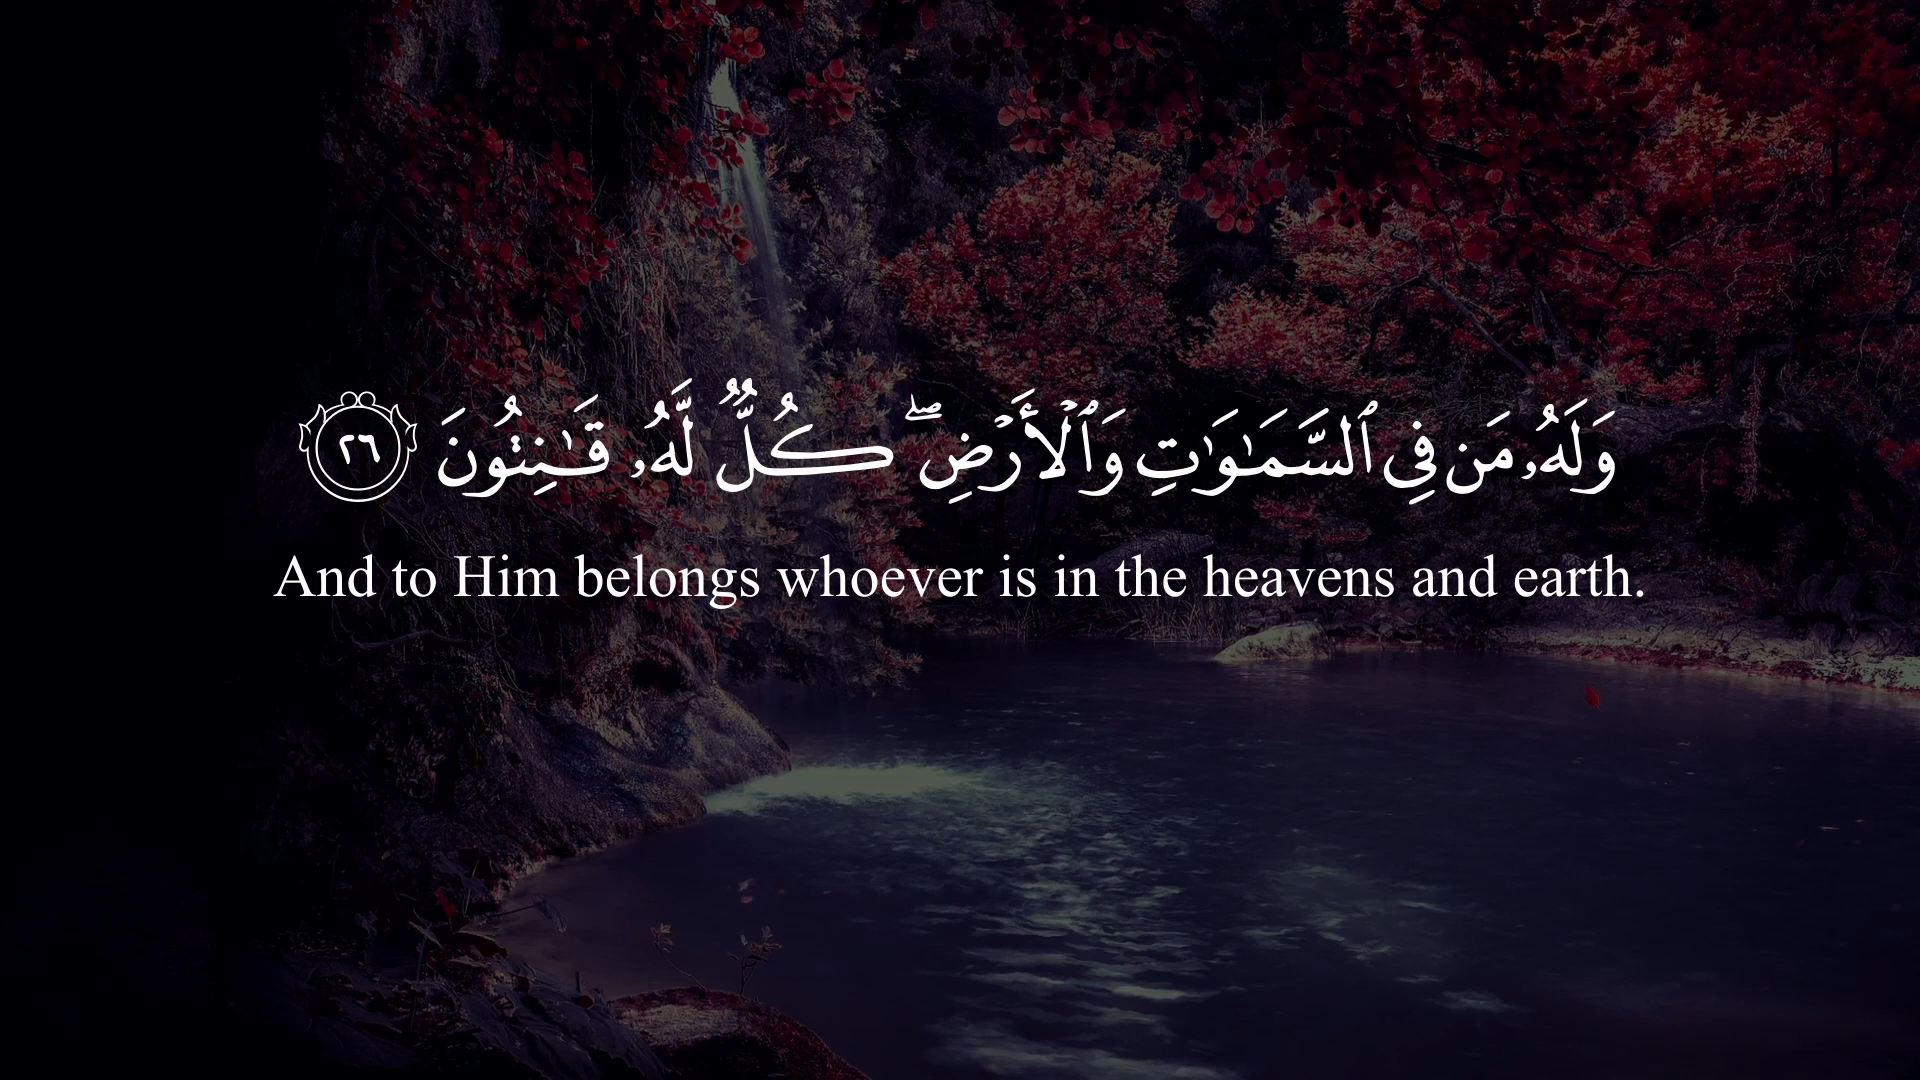 وَلَهُۥ مَن فِى ٱلسَّمَـٰوَٰتِ وَٱلْأَرْضِ ۖ كُلٌّ لَّهُۥ قَـٰنِتُونَ ٢٦
And to Him belongs whoever is in the heavens and earth.